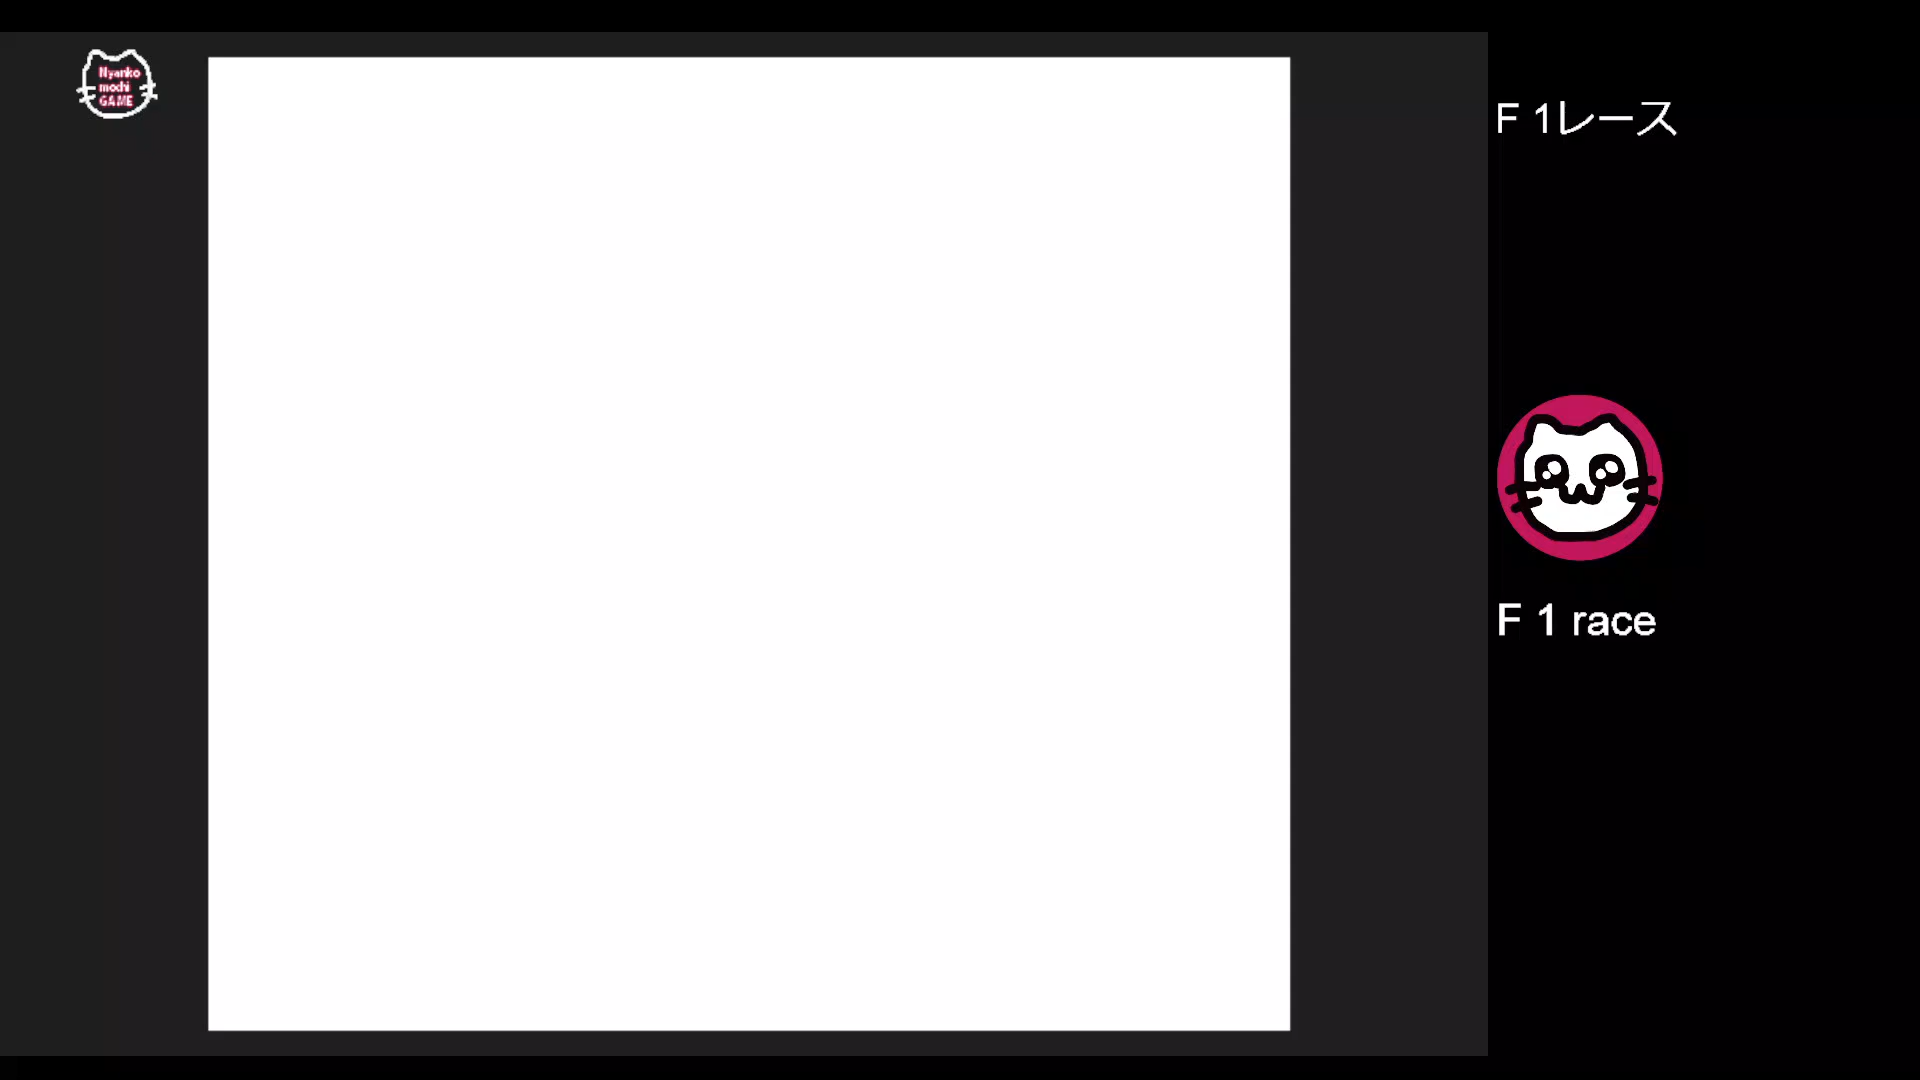 Nyanko
mochi
GAME
F 1レース
F 1 race